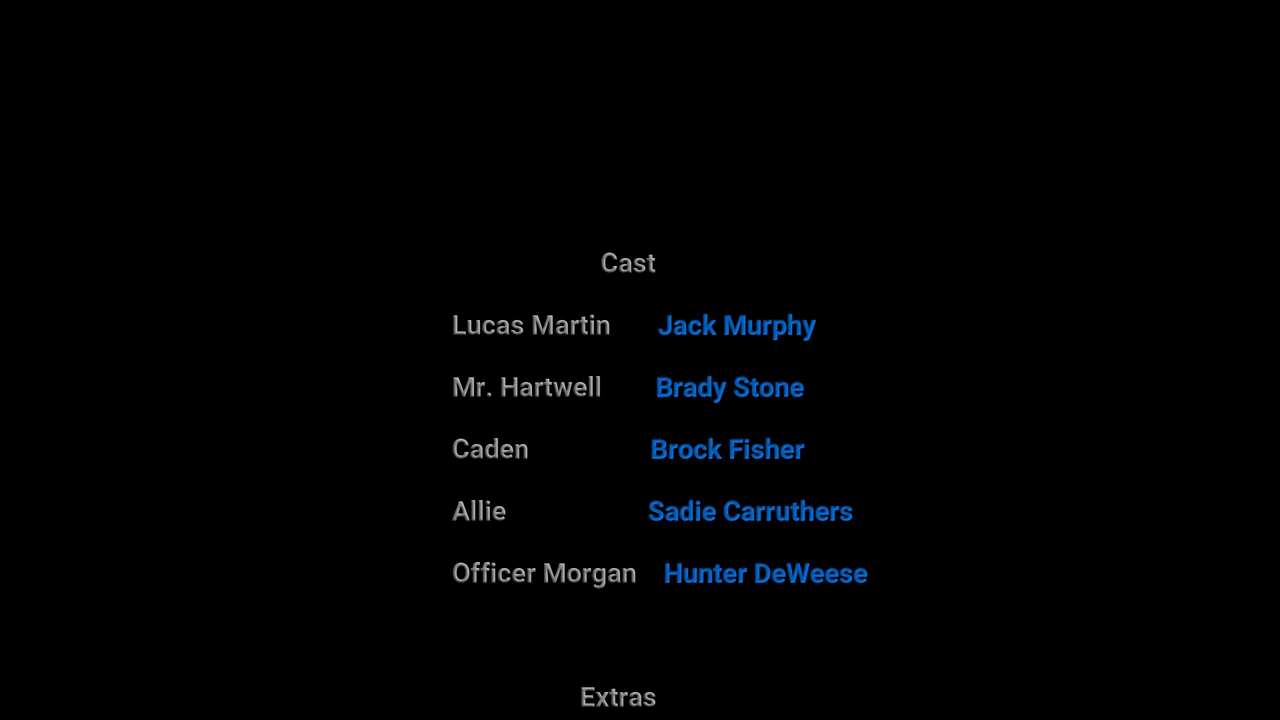 Cast
Lucas Martin Jack Murphy
Mr. Hartwell Brady Stone
Caden Brock Fisher
Allie Sadie Carruthers
Officer Morgan Hunter DeWeese
Extras